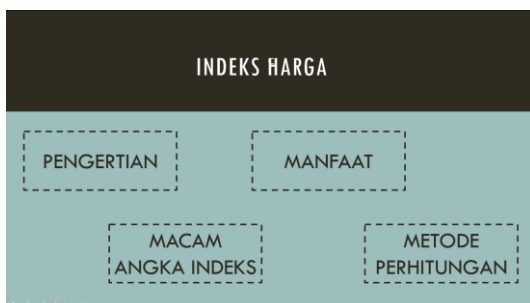 INDEKS HARGA
PENGERTIAN
MANFAAT
MACAM
ANGKA INDEKS
METODE
PERHITUNGAN